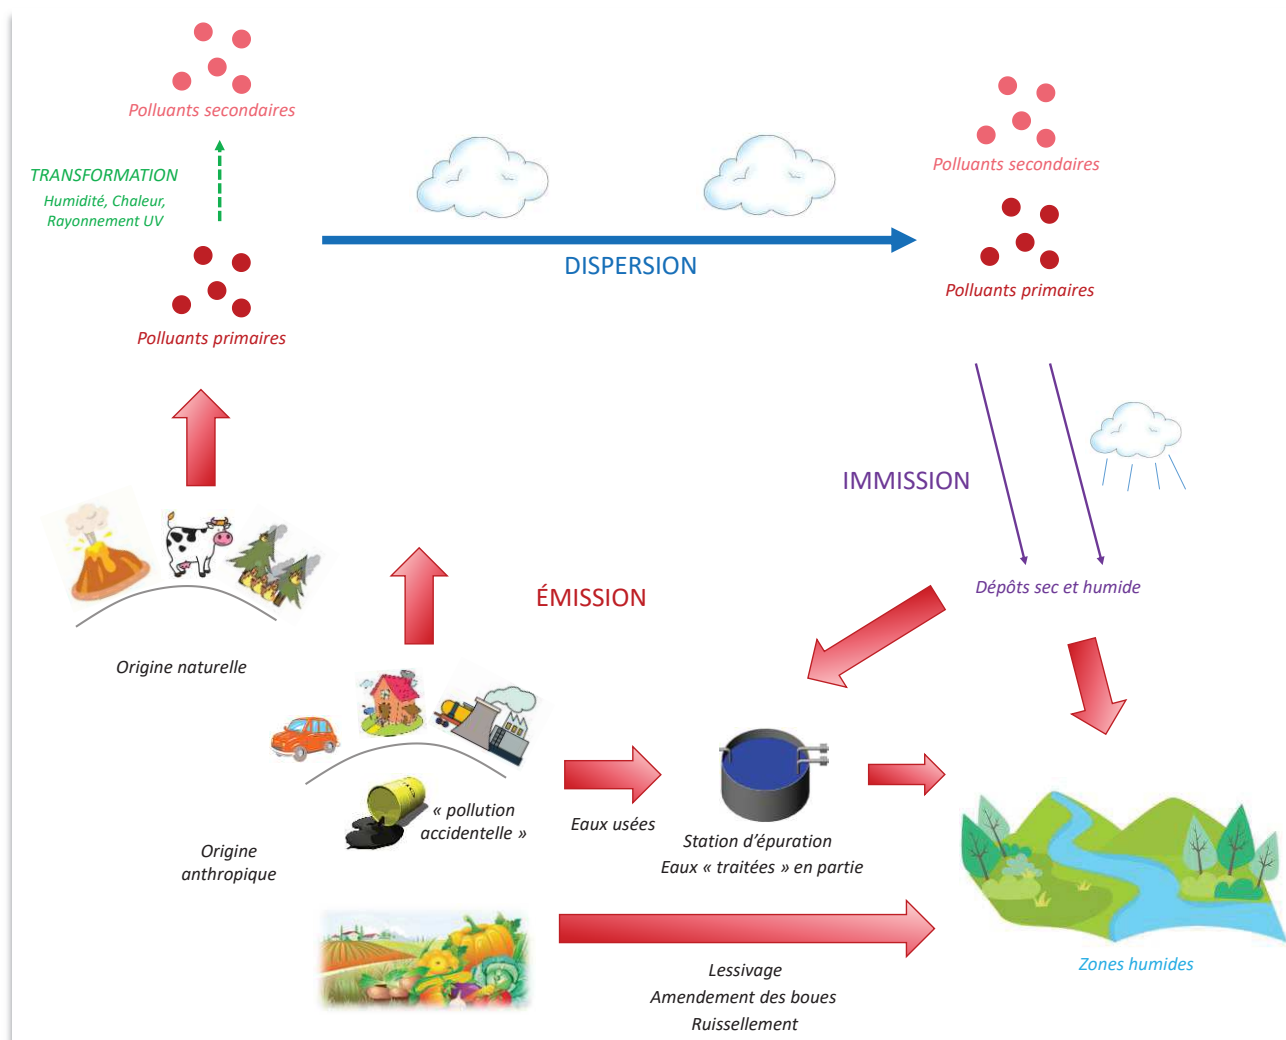 Polluants secondaires
TRANSFORMATION
Humidité, Chaleur,
Rayonnement UV
Polluants primaires
DISPERSION
Polluants secondaires
Polluants primaires
IMMISSION
Dépôts sec et humide
ÉMISSION
Origine naturelle
« pollution
accidentelle »
Origine
anthropique
Eaux usées
Station d'épuration
Eaux « traitées » en partie
Lessivage
Amendement des boues
Ruissellement
Zones humides